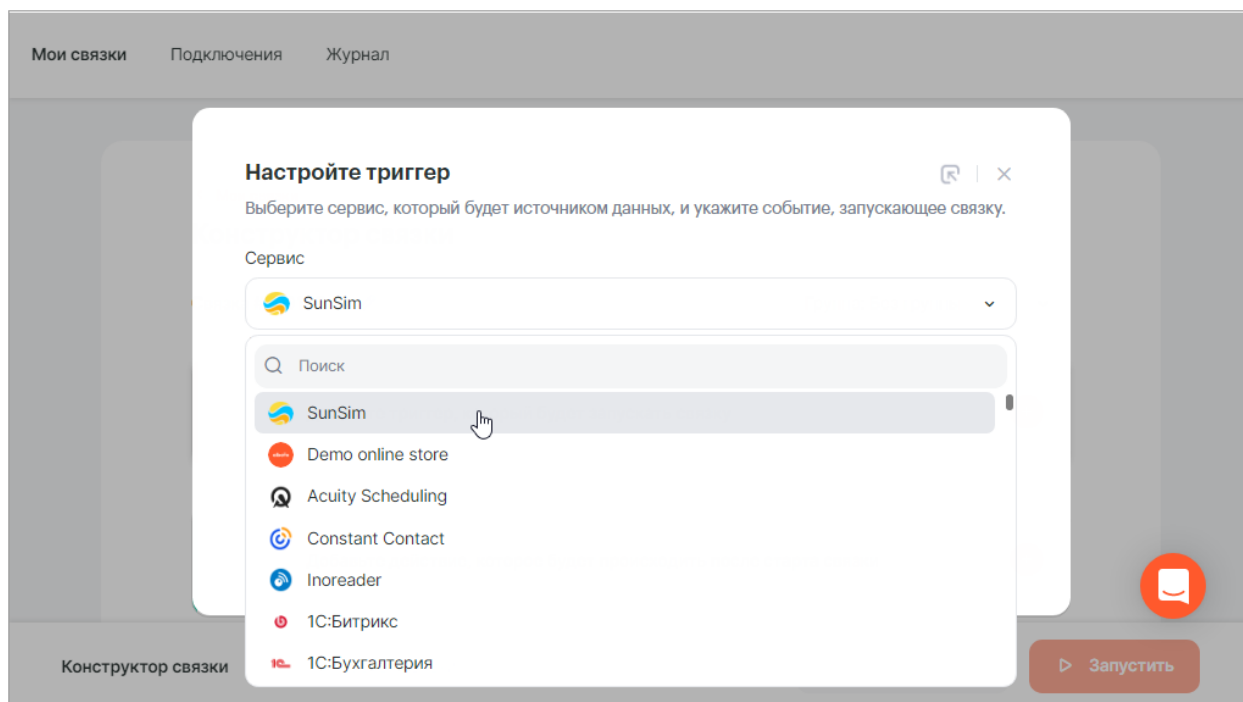 Мои связки
Подключения
Журнал
Настройте триггер
Выберите сервис, который будет источником данных, и укажите событие, запускающее связку.
Сервис
SunSim
Поиск
SunSim
Demo online store
Acuity Scheduling
Constant Contact
Inoreader
1С:Битрикс
1С:Бухгалтерия
Конструктор связки
Запустить